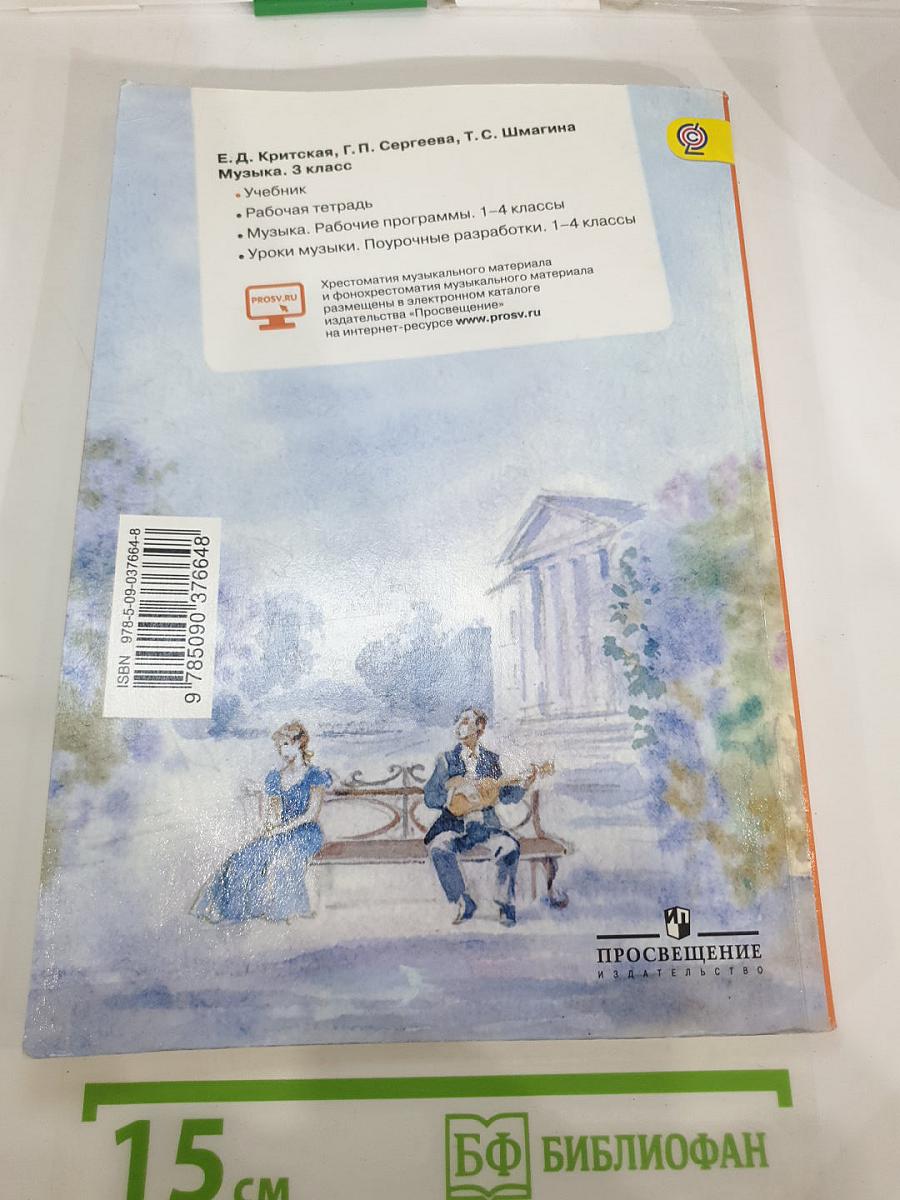 Е. Д. Критская, Г. П. Сергеева, Т. С. Шмагина
Музыка. 3 класс
• Учебник
• Рабочая тетрадь
• Музыка. Рабочие программы. 1–4 классы
• Уроки музыки. Поурочные разработки. 1–4 классы
PROSV.RU
Хрестоматия музыкального материала
и фонохрестоматия музыкального материала
размещены в электронном каталоге
издательства «Просвещение»
на интернет-ресурсе www.prosv.ru
ISBN 978-5-09-037664-8
9 785090 376648
ИП
ПРОСВЕЩЕНИЕ
ИЗДАТЕЛЬСТВО
15 см
БФ БИБЛИОФАН